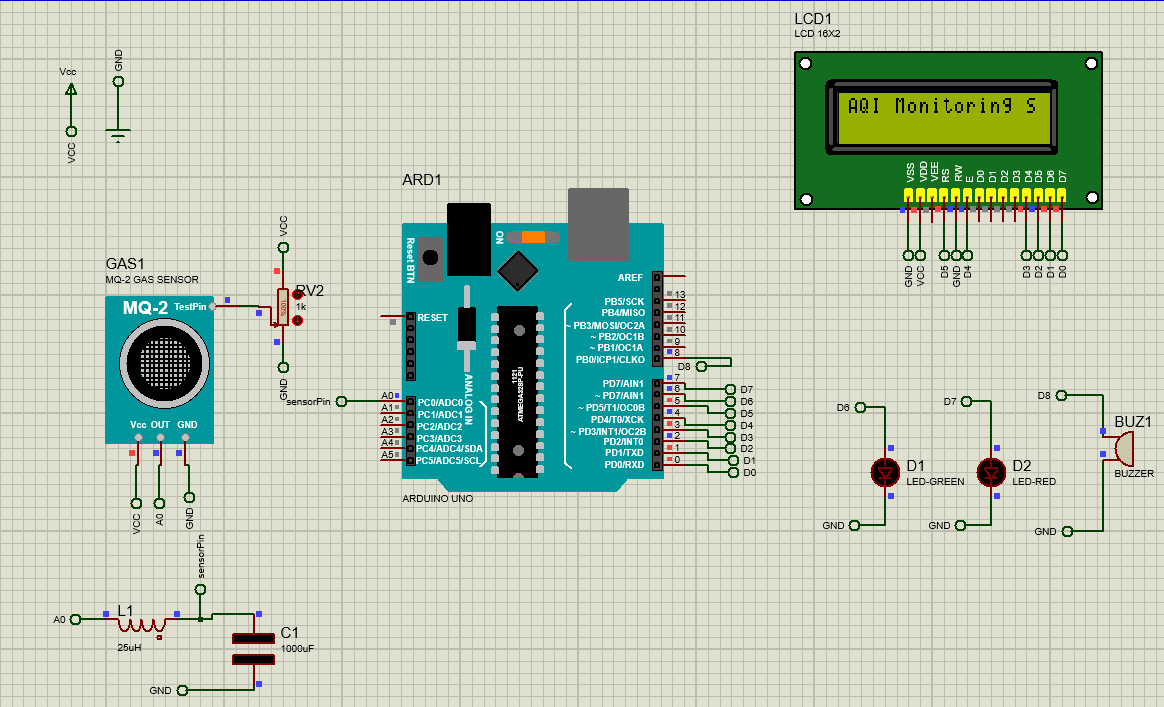 LCD1
LCD 16X2
AQI Monitoring S
VSS VDD VEE RS RW E D0 D1 D2 D3 D4 D5 D6 D7
GND VCC D5 GND D4 D3 D2 D1 D0
Vcc
VCC
GND
GAS1
MQ-2 GAS SENSOR
MQ-2 TestPin
Vcc OUT GND
VCC A0 GND
VCC
RV2
1k
100%
GND
ARD1
Reset BTN
ON
RESET
AREF
PB5/SCK 13
PB4/MISO 12
~ PB3/MOSI/OC2A 11
~ PB2/OC1B 10
~ PB1/OC1A 9
PB0/ICP1/CLKO 8
D8
PD7/AIN1 7 D7
~ PD7/AIN1 6 D6
~ PD5/T1/OC0B 5 D5
PD4/T0/XCK 4 D4
~ PD3/INT1/OC2B 3 D3
PD2/INT0 2 D2
PD1/TXD 1 D1
PD0/RXD 0 D0
1121
ATMEGA328P-PU
ANALOG IN
sensorPin
A0 PC0/ADC0
A1 PC1/ADC1
A2 PC2/ADC2
A3 PC3/ADC3
A4 PC4/ADC4/SDA
A5 PC5/ADC5/SCL
ARDUINO UNO
D6
D1
LED-GREEN
GND
D7
D2
LED-RED
GND
D8
BUZ1
BUZZER
GND
sensorPin
A0
L1
25uH
C1
1000uF
GND